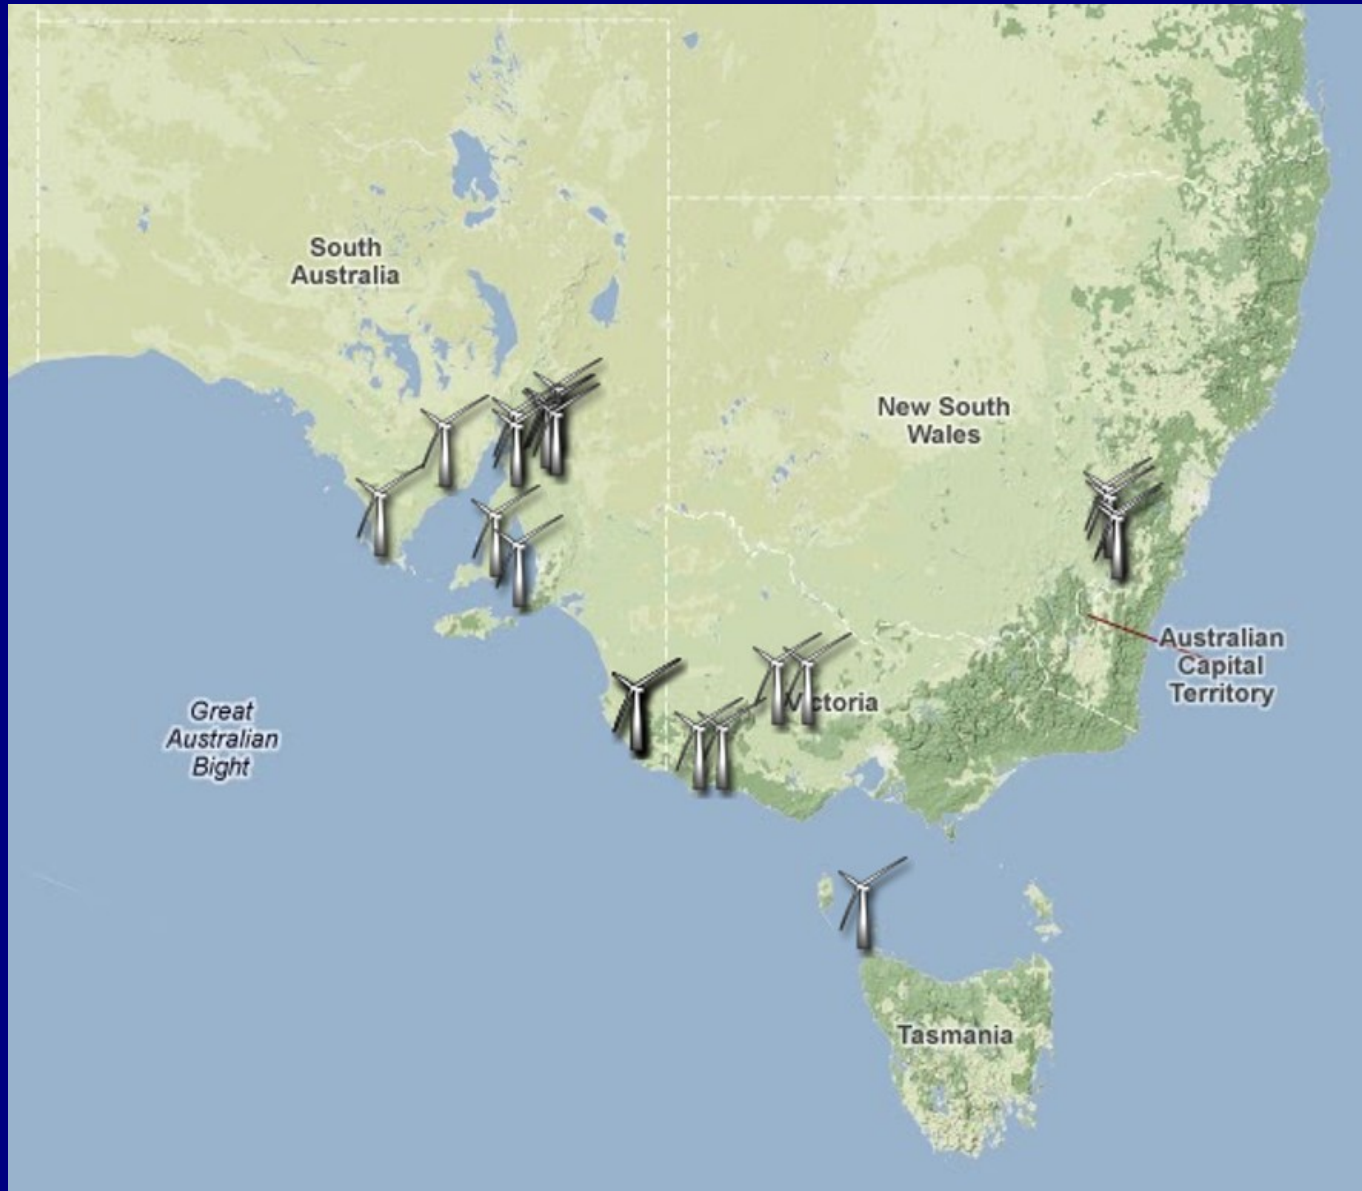 South
Australia
New South
Wales
Australian
Capital
Territory
Victoria
Great
Australian
Bight
Tasmania